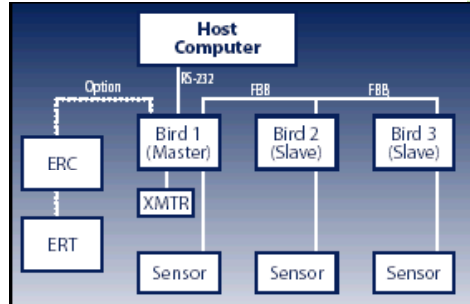 Host
Computer
RS-232
Option
FBB
FBB
Bird 1
(Master)
Bird 2
(Slave)
Bird 3
(Slave)
ERC
XMTR
ERT
Sensor
Sensor
Sensor